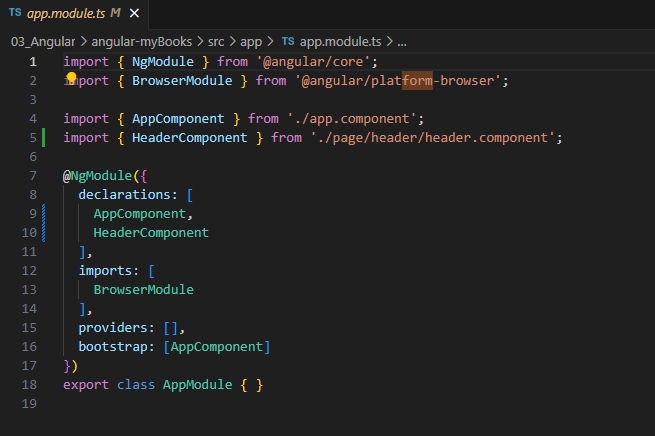 TS app.module.ts M ×
03_Angular > angular-myBooks > src > app > TS app.module.ts > ...
1 import { NgModule } from '@angular/core';
2 import { BrowserModule } from '@angular/platform-browser';
3
4 import { AppComponent } from './app.component';
5 import { HeaderComponent } from './page/header/header.component';
6
7 @NgModule({
8   declarations: [
9     AppComponent,
10     HeaderComponent
11   ],
12   imports: [
13     BrowserModule
14   ],
15   providers: [],
16   bootstrap: [AppComponent]
17 })
18 export class AppModule { }
19